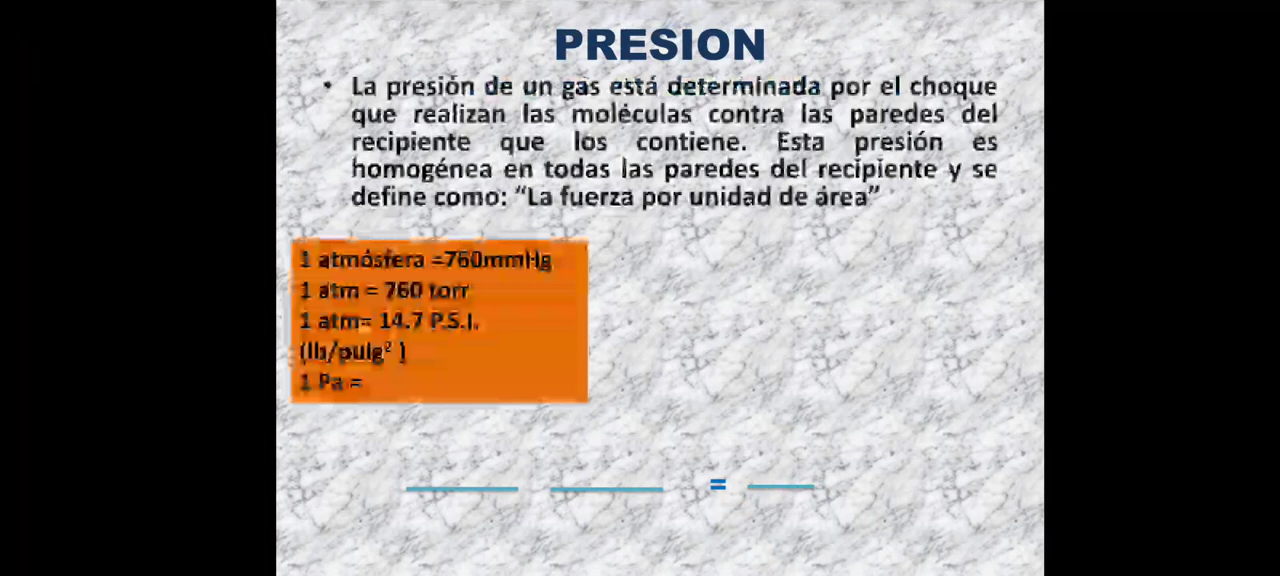 PRESION
• La presión de un gas está determinada por el choque
que realizan las moléculas contra las paredes del
recipiente que los contiene. Esta presión es
homogénea en todas las paredes del recipiente y se
define como: “La fuerza por unidad de área”
1 atmósfera =760mmHg
1 atm = 760 torr
1 atm= 14.7 P.S.I.
(lb/pulg² )
1 Pa =
=